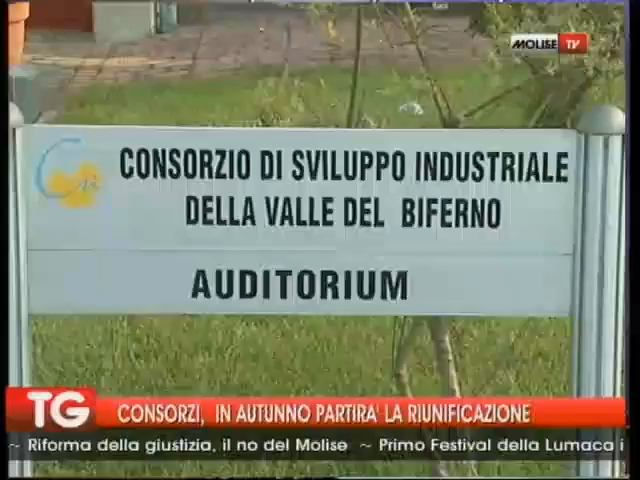 MOLISE TV
CONSORZIO DI SVILUPPO INDUSTRIALE
DELLA VALLE DEL BIFERNO
AUDITORIUM
TG CONSORZI, IN AUTUNNO PARTIRA' LA RIUNIFICAZIONE
~ Riforma della giustizia, il no del Molise ~ Primo Festival della Lumaca i